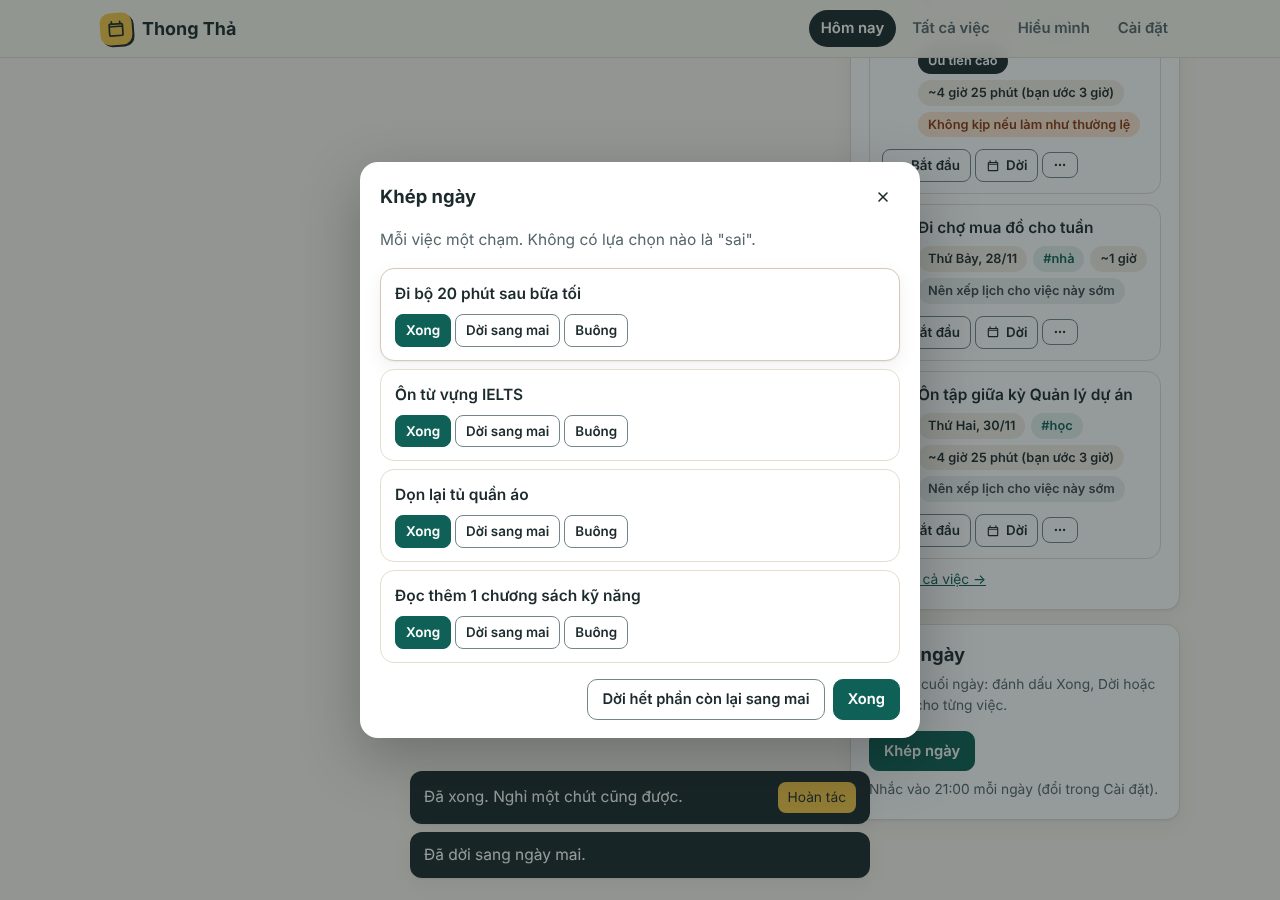 Thong Thả
Hôm nay
Tất cả việc
Hiểu mình
Cài đặt
Ưu tiên cao
~4 giờ 25 phút (bạn ước 3 giờ)
Không kịp nếu làm như thường lệ
Bắt đầu
Dời
Đi chợ mua đồ cho tuần
Thứ Bảy, 28/11
#nhà
~1 giờ
Nên xếp lịch cho việc này sớm
ắt đầu
Dời
Ôn tập giữa kỳ Quản lý dự án
Thứ Hai, 30/11
#học
~4 giờ 25 phút (bạn ước 3 giờ)
Nên xếp lịch cho việc này sớm
ắt đầu
Dời
cả việc →
ngày
cuối ngày: đánh dấu Xong, Dời hoặc
cho từng việc.
Khép ngày
Nhắc vào 21:00 mỗi ngày (đổi trong Cài đặt).
Khép ngày
Mỗi việc một chạm. Không có lựa chọn nào là "sai".
Đi bộ 20 phút sau bữa tối
Xong
Dời sang mai
Buông
Ôn từ vựng IELTS
Xong
Dời sang mai
Buông
Dọn lại tủ quần áo
Xong
Dời sang mai
Buông
Đọc thêm 1 chương sách kỹ năng
Xong
Dời sang mai
Buông
Dời hết phần còn lại sang mai
Xong
Đã xong. Nghỉ một chút cũng được.
Hoàn tác
Đã dời sang ngày mai.